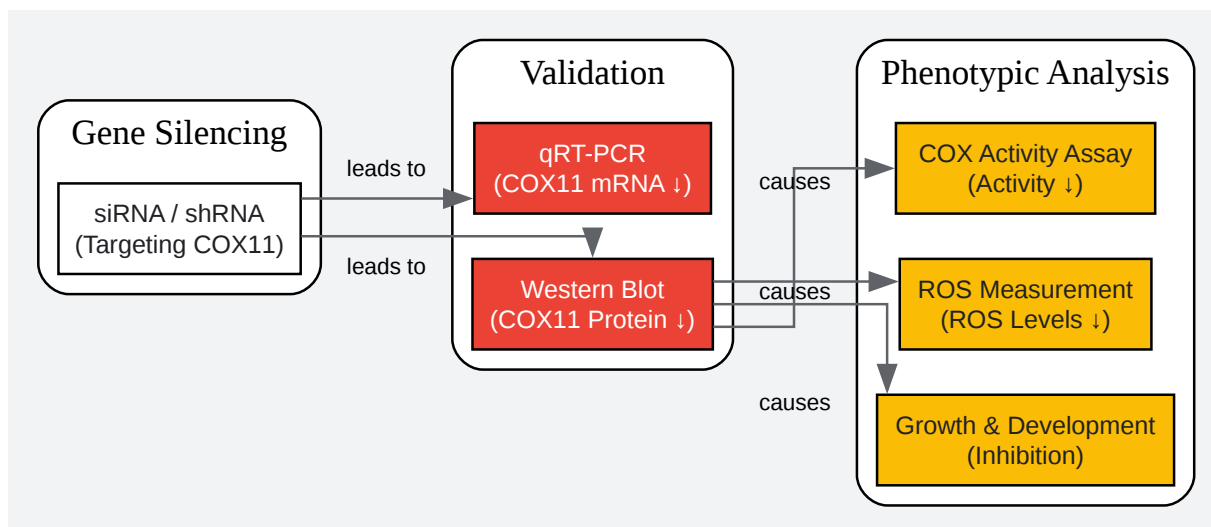 Gene Silencing
siRNA / shRNA
(Targeting COX11)
leads to
leads to
Validation
qRT-PCR
(COX11 mRNA ↓)
Western Blot
(COX11 Protein ↓)
causes
causes
causes
Phenotypic Analysis
COX Activity Assay
(Activity ↓)
ROS Measurement
(ROS Levels ↓)
Growth & Development
(Inhibition)